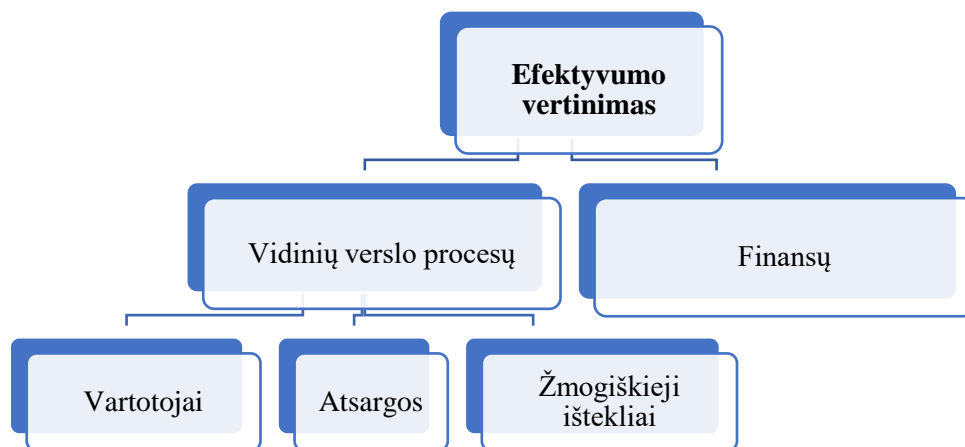 Efektyvumo
vertinimas
Vidinių verslo procesų
Finansų
Vartotojai
Atsargos
Žmogiškieji
ištekliai